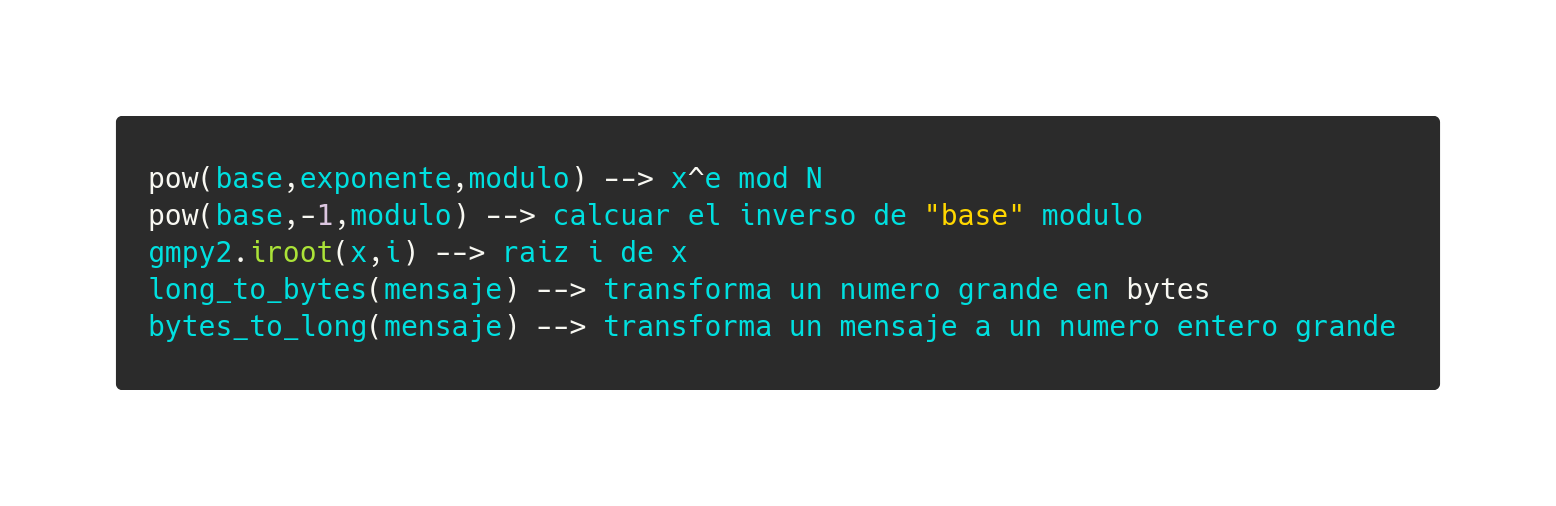 pow(base,exponente,modulo) --> x^e mod N
pow(base,-1,modulo) --> calcuar el inverso de "base" modulo
gmpy2.iroot(x,i) --> raiz i de x
long_to_bytes(mensaje) --> transforma un numero grande en bytes
bytes_to_long(mensaje) --> transforma un mensaje a un numero entero grande